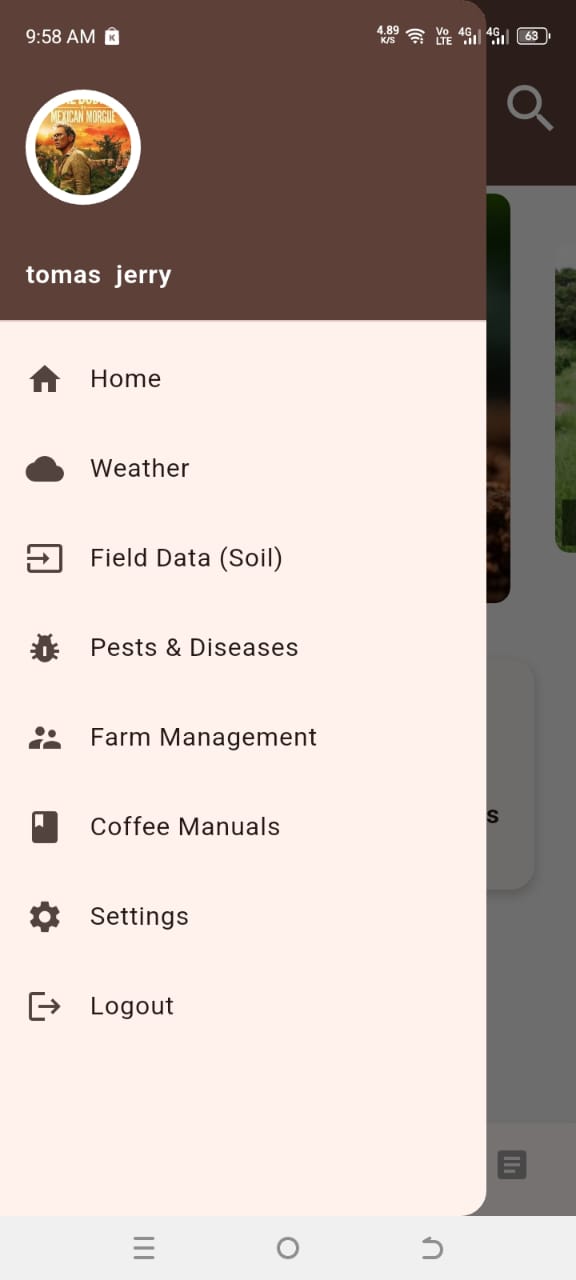 9:58 AM
4.89
K/S
Vo
LTE
4G
4G
63
MEXICAN MORGUE
tomas jerry
Home
Weather
Field Data (Soil)
Pests & Diseases
Farm Management
s
Coffee Manuals
Settings
Logout